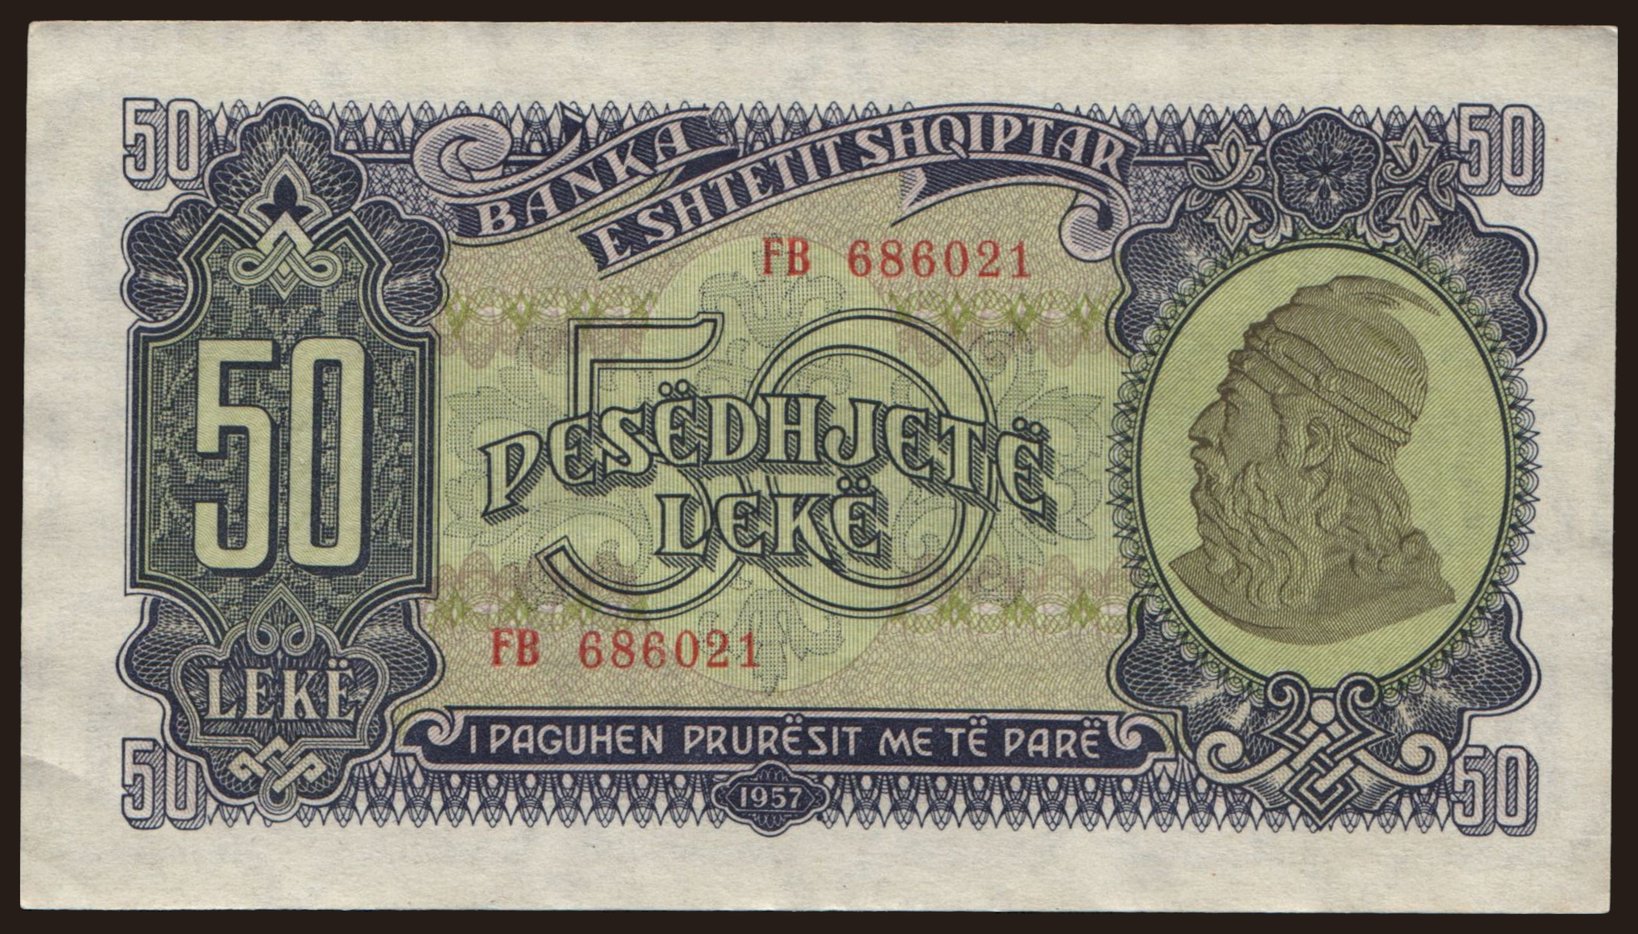 50 50
BANKA
E SHTETIT SHQIPTAR
FB 686021
50
50
PESËDHJETË
LEKË
FB 686021
LEKË
I PAGUHEN PRURËSIT ME TË PARË
50 1957 50